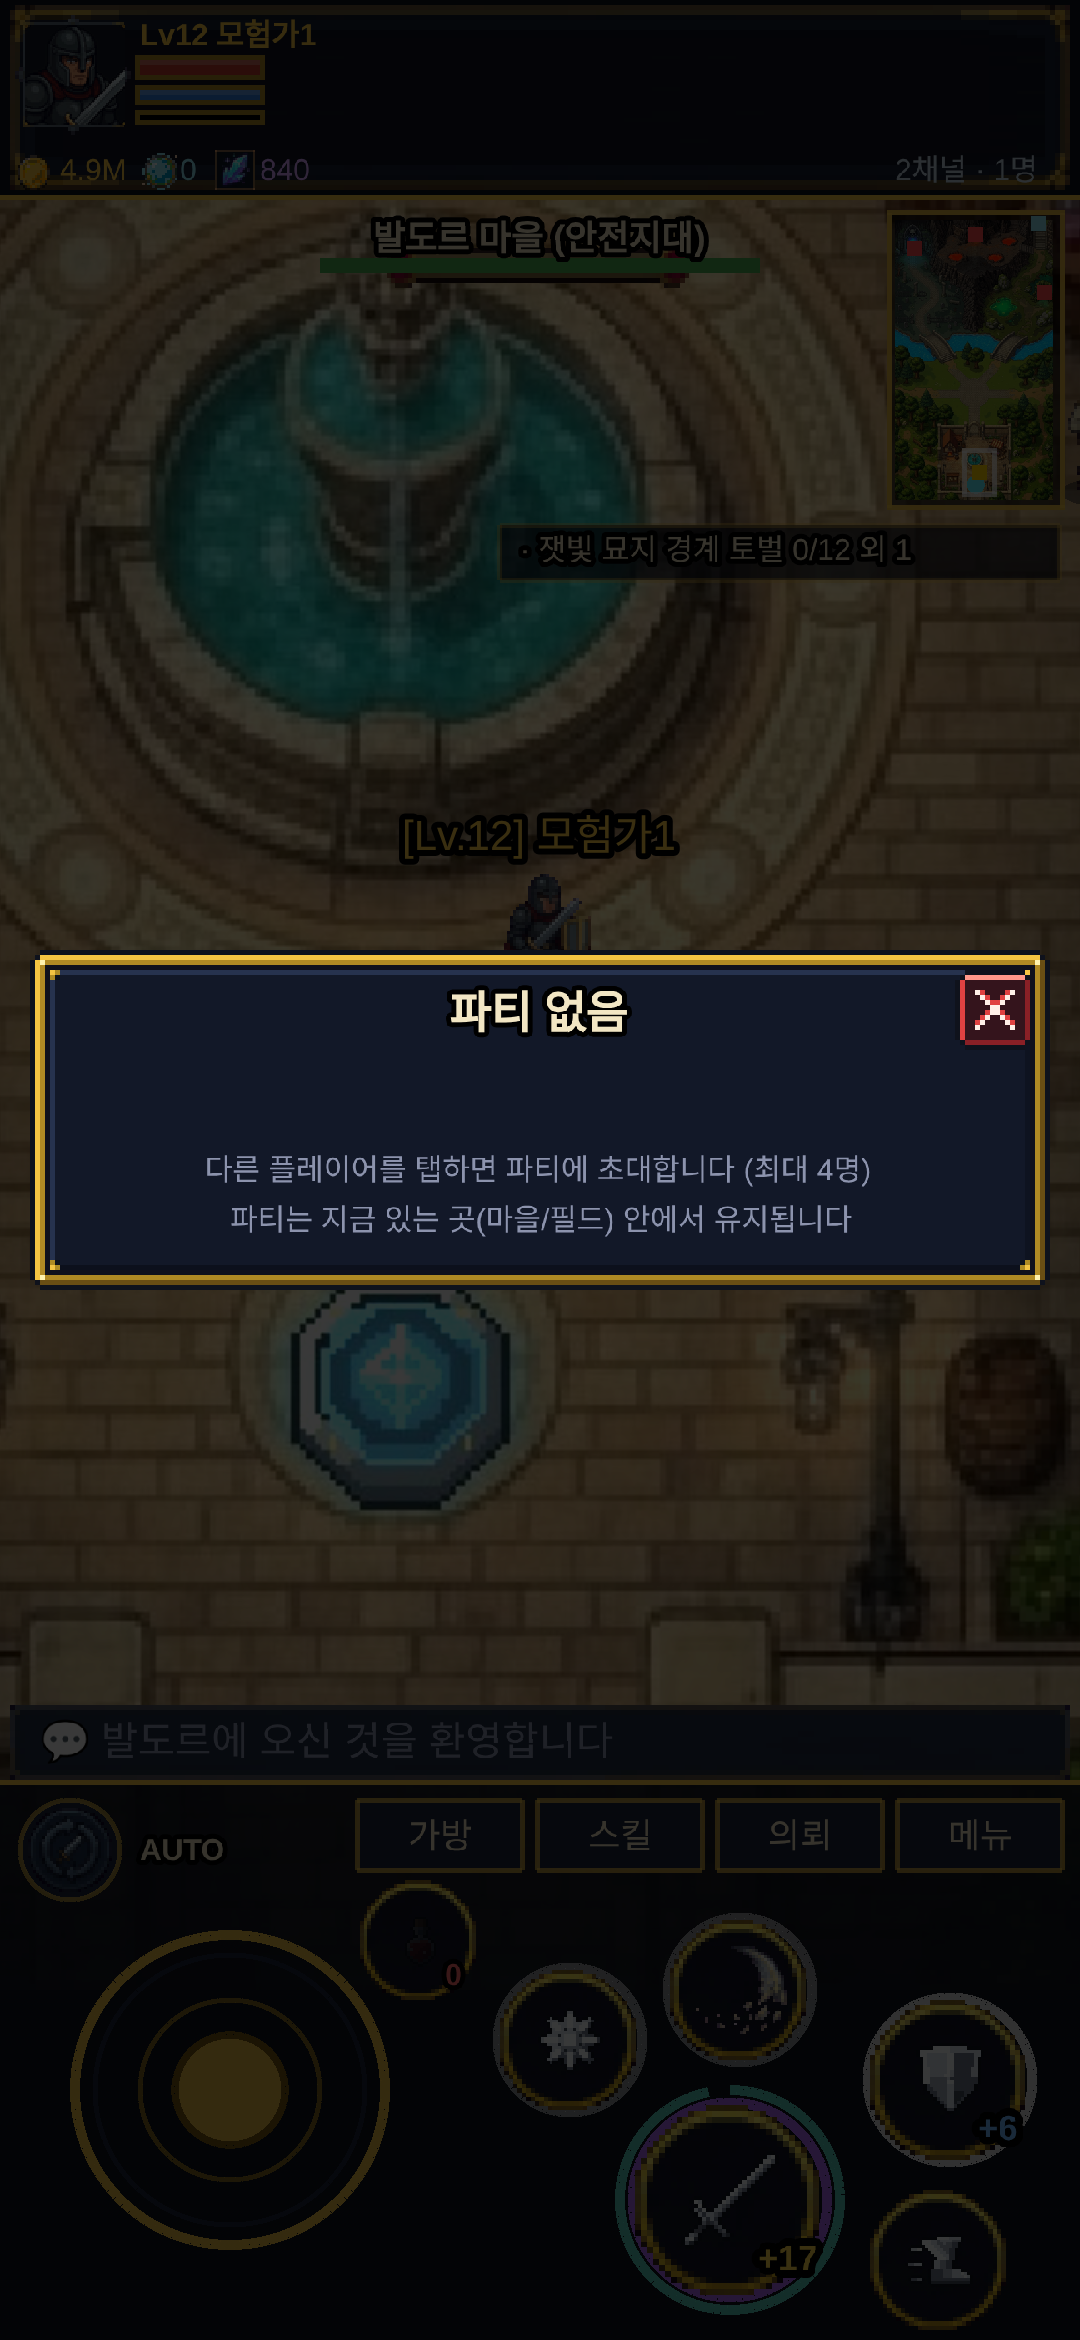 Lv12 모험가1
4.9M 0 840 2채널 · 1명
발도르 마을 (안전지대)
· 잿빛 묘지 경계 토벌 0/12 외 1
[Lv.12] 모험가1
파티 없음
다른 플레이어를 탭하면 파티에 초대합니다 (최대 4명)
파티는 지금 있는 곳(마을/필드) 안에서 유지됩니다
발도르에 오신 것을 환영합니다
AUTO 가방 스킬 의뢰 메뉴
0
+6
+17